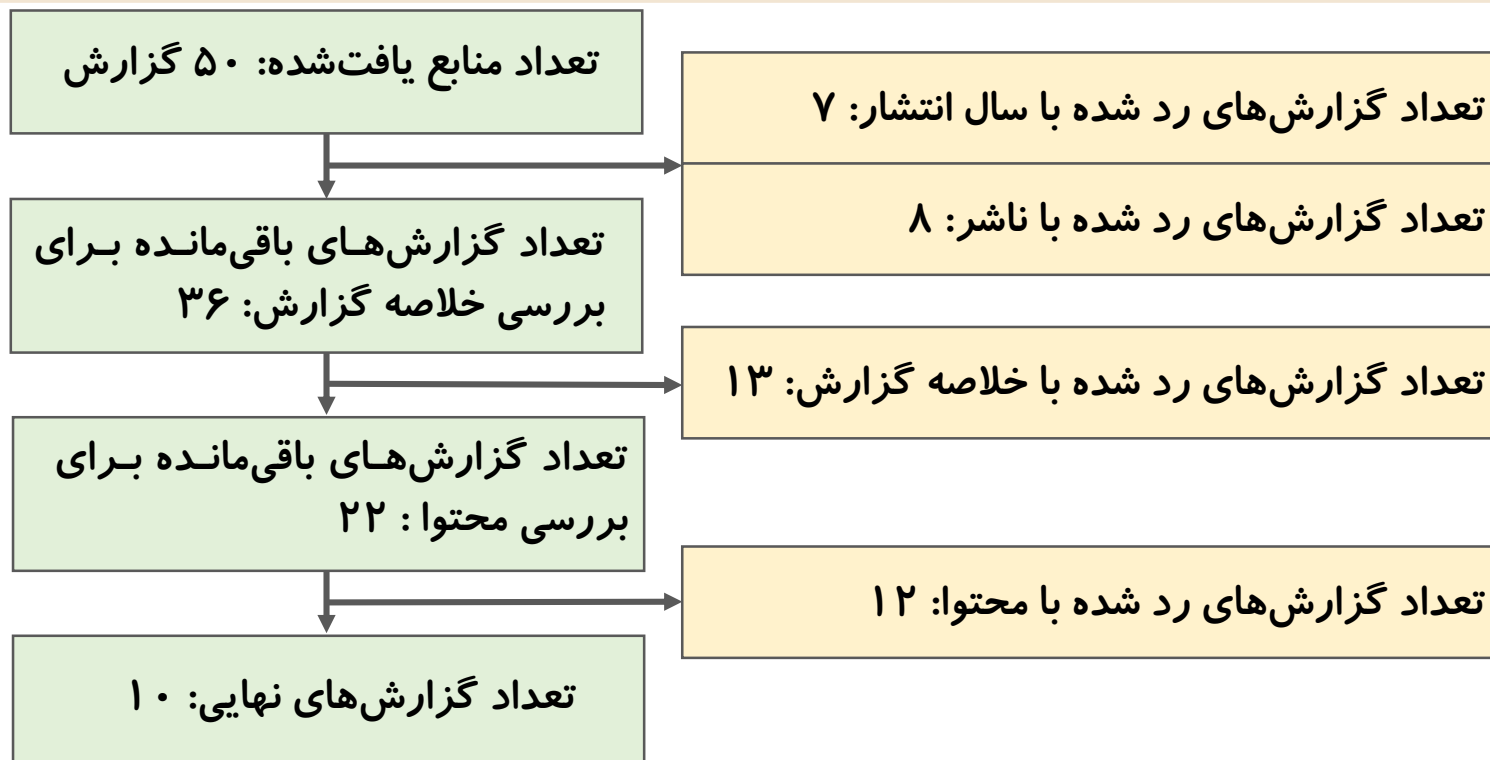 تعداد منابع یافت‌شده: ۵۰ گزارش
تعداد گزارش‌های رد شده با سال انتشار: ۷
تعداد گزارش‌های رد شده با ناشر: ۸
تعداد گزارش‌هـای باقی‌مانـده بـرای
بررسی خلاصه گزارش: ۳۶
تعداد گزارش‌های رد شده با خلاصه گزارش: ۱۳
تعداد گزارش‌هـای باقی‌مانـده بـرای
بررسی محتوا : ۲۲
تعداد گزارش‌های رد شده با محتوا: ۱۲
تعداد گزارش‌های نهایی: ۱۰